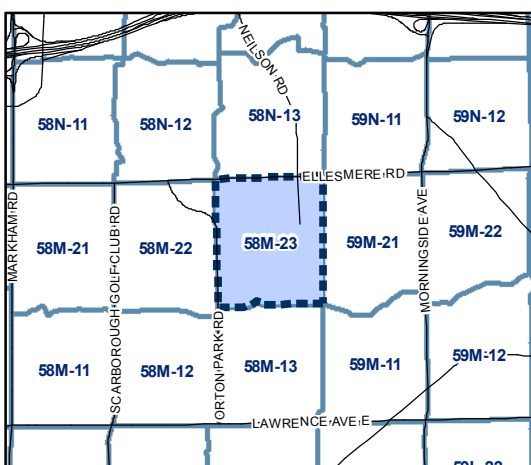 NEILSON RD
58N-11
58N-12
58N-13
59N-11
59N-12
ELLESMERE RD
MARKHAM RD
SCARBOROUGH GOLF CLUB RD
ORTON PARK RD
MORNINGSIDE AVE
58M-21
58M-22
58M-23
59M-21
59M-22
58M-11
58M-12
58M-13
59M-11
59M-12
LAWRENCE AVE E